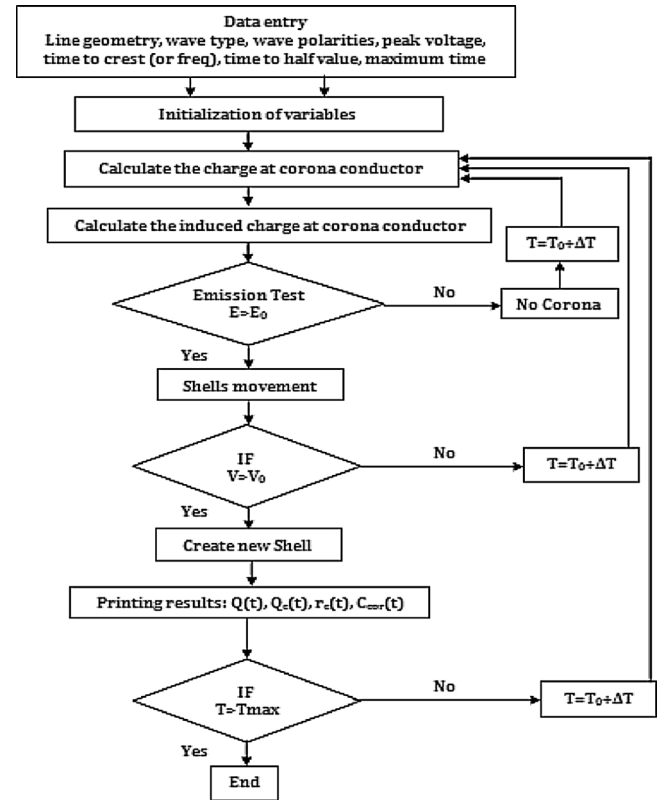 Data entry
Line geometry, wave type, wave polarities, peak voltage,
time to crest (or freq), time to half value, maximum time
Initialization of variables
Calculate the charge at corona conductor
Calculate the induced charge at corona conductor
T=T₀+ΔT
Emission Test
E>E₀
No
No Corona
Yes
Shells movement
IF
V>V₀
No
T=T₀+ΔT
Yes
Create new Shell
Printing results: Q(t), Qc(t), rc(t), Ccor(t)
IF
T>Tmax
No
T=T₀+ΔT
Yes
End